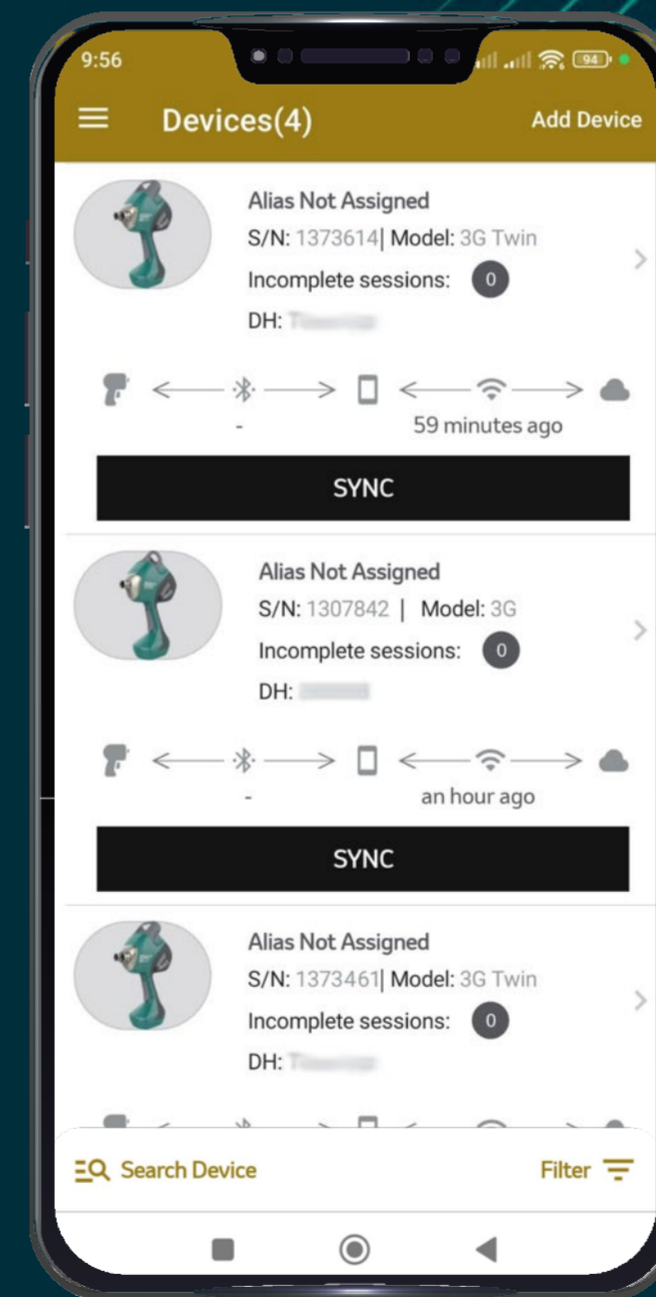 9:56
94
Devices(4)
Add Device
Alias Not Assigned
S/N: 1373614| Model: 3G Twin
Incomplete sessions: 0
DH:
-
59 minutes ago
SYNC
Alias Not Assigned
S/N: 1307842 | Model: 3G
Incomplete sessions: 0
DH:
-
an hour ago
SYNC
Alias Not Assigned
S/N: 1373461| Model: 3G Twin
Incomplete sessions: 0
DH:
Search Device
Filter